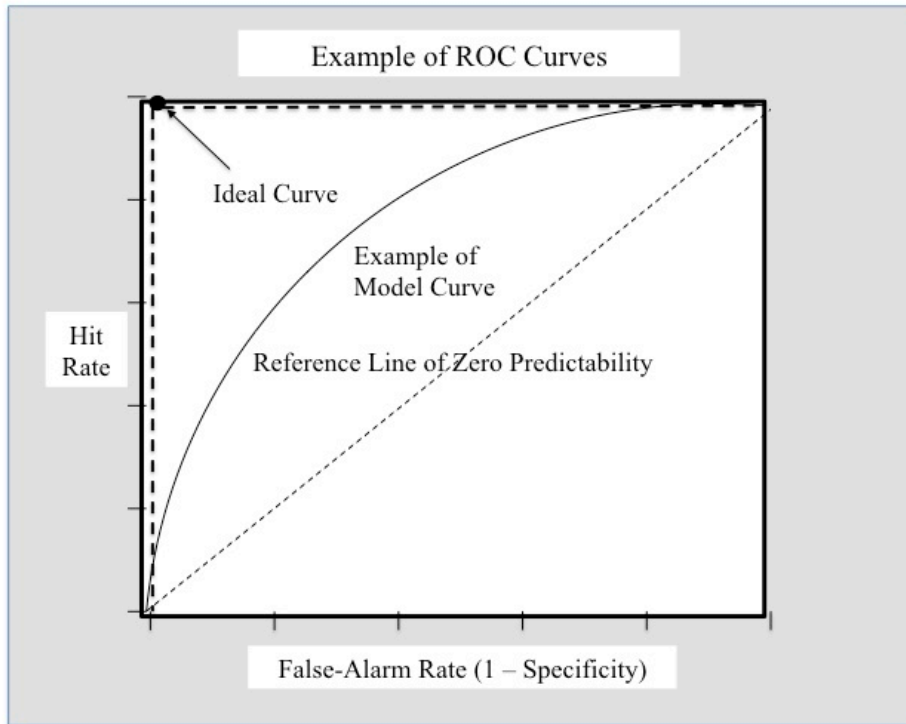 Example of ROC Curves
Ideal Curve
Example of
Model Curve
Hit
Rate
Reference Line of Zero Predictability
False-Alarm Rate (1 – Specificity)